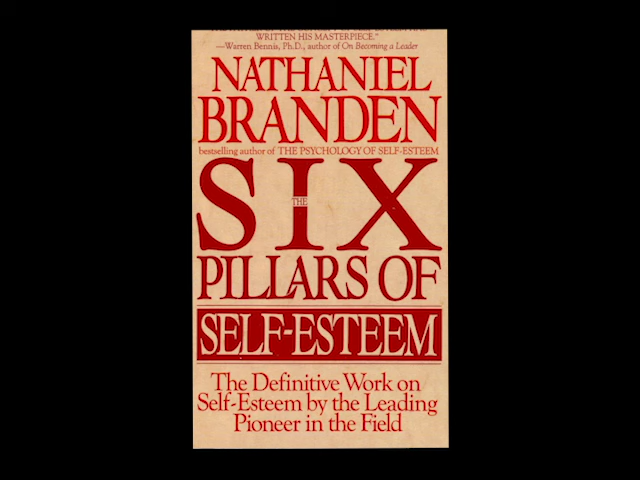 WRITTEN HIS MASTERPIECE."
—Warren Bennis, Ph.D., author of On Becoming a Leader
NATHANIEL
BRANDEN
bestselling author of THE PSYCHOLOGY OF SELF-ESTEEM
THE
SIX
PILLARS OF
SELF-ESTEEM
The Definitive Work on
Self-Esteem by the Leading
Pioneer in the Field